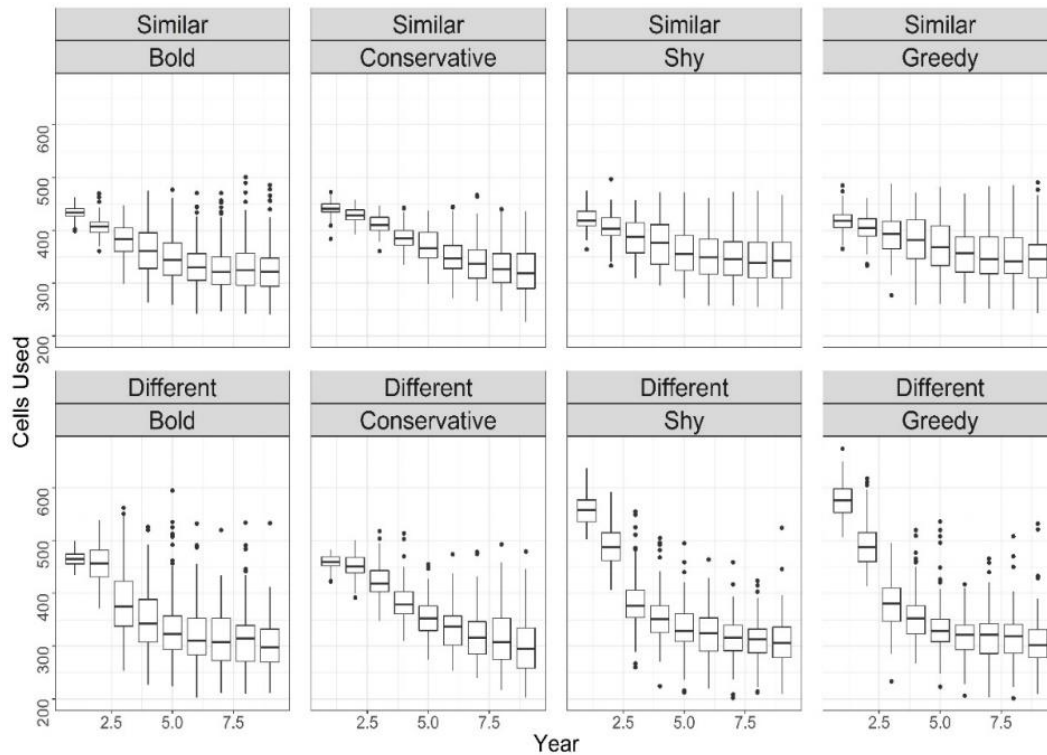 Similar Similar Similar Similar
Bold Conservative Shy Greedy
600
500
400
300
200
Cells Used
Different Different Different Different
Bold Conservative Shy Greedy
600
500
400
300
200
2.5 5.0 7.5 2.5 5.0 7.5 2.5 5.0 7.5 2.5 5.0 7.5
Year